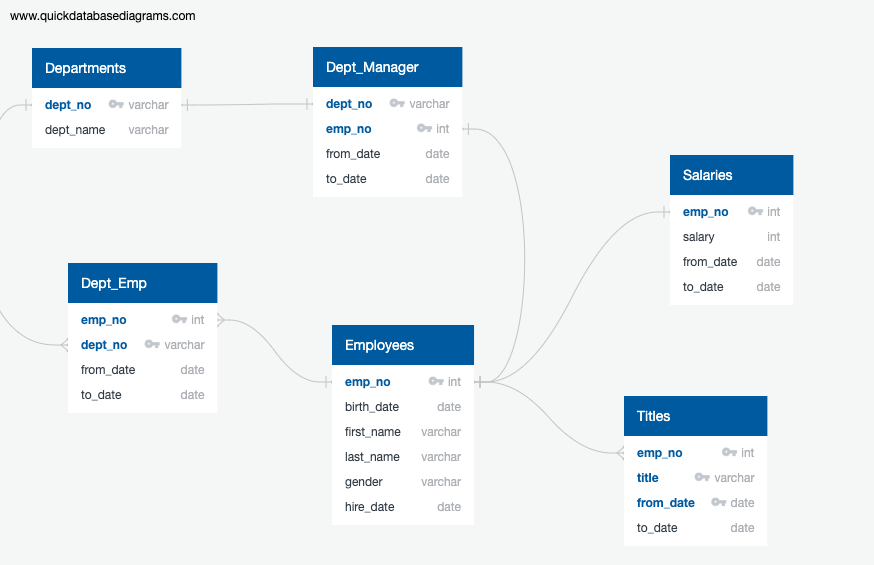 www.quickdatabasediagrams.com
Departments
dept_no varchar
dept_name varchar
Dept_Manager
dept_no varchar
emp_no int
from_date date
to_date date
Salaries
emp_no int
salary int
from_date date
to_date date
Dept_Emp
emp_no int
dept_no varchar
from_date date
to_date date
Employees
emp_no int
birth_date date
first_name varchar
last_name varchar
gender varchar
hire_date date
Titles
emp_no int
title varchar
from_date date
to_date date